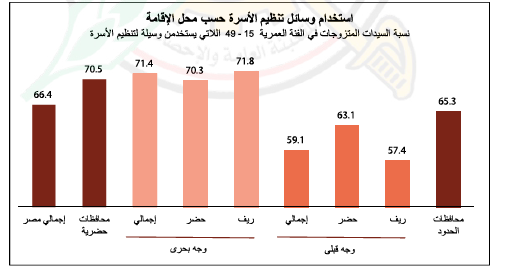 استخدام وسائل تنظيم الأسرة حسب محل الإقامة
نسبة السيدات المتزوجات في الفئة العمرية 15 - 49 اللاتي يستخدمن وسيلة لتنظيم الأسرة
66.4
70.5
71.4
70.3
71.8
59.1
63.1
57.4
65.3
إجمالي مصر
محافظات
حضرية
إجمالي
حضر
ريف
إجمالي
حضر
ريف
محافظات
الحدود
وجه بحرى
وجه قبلى